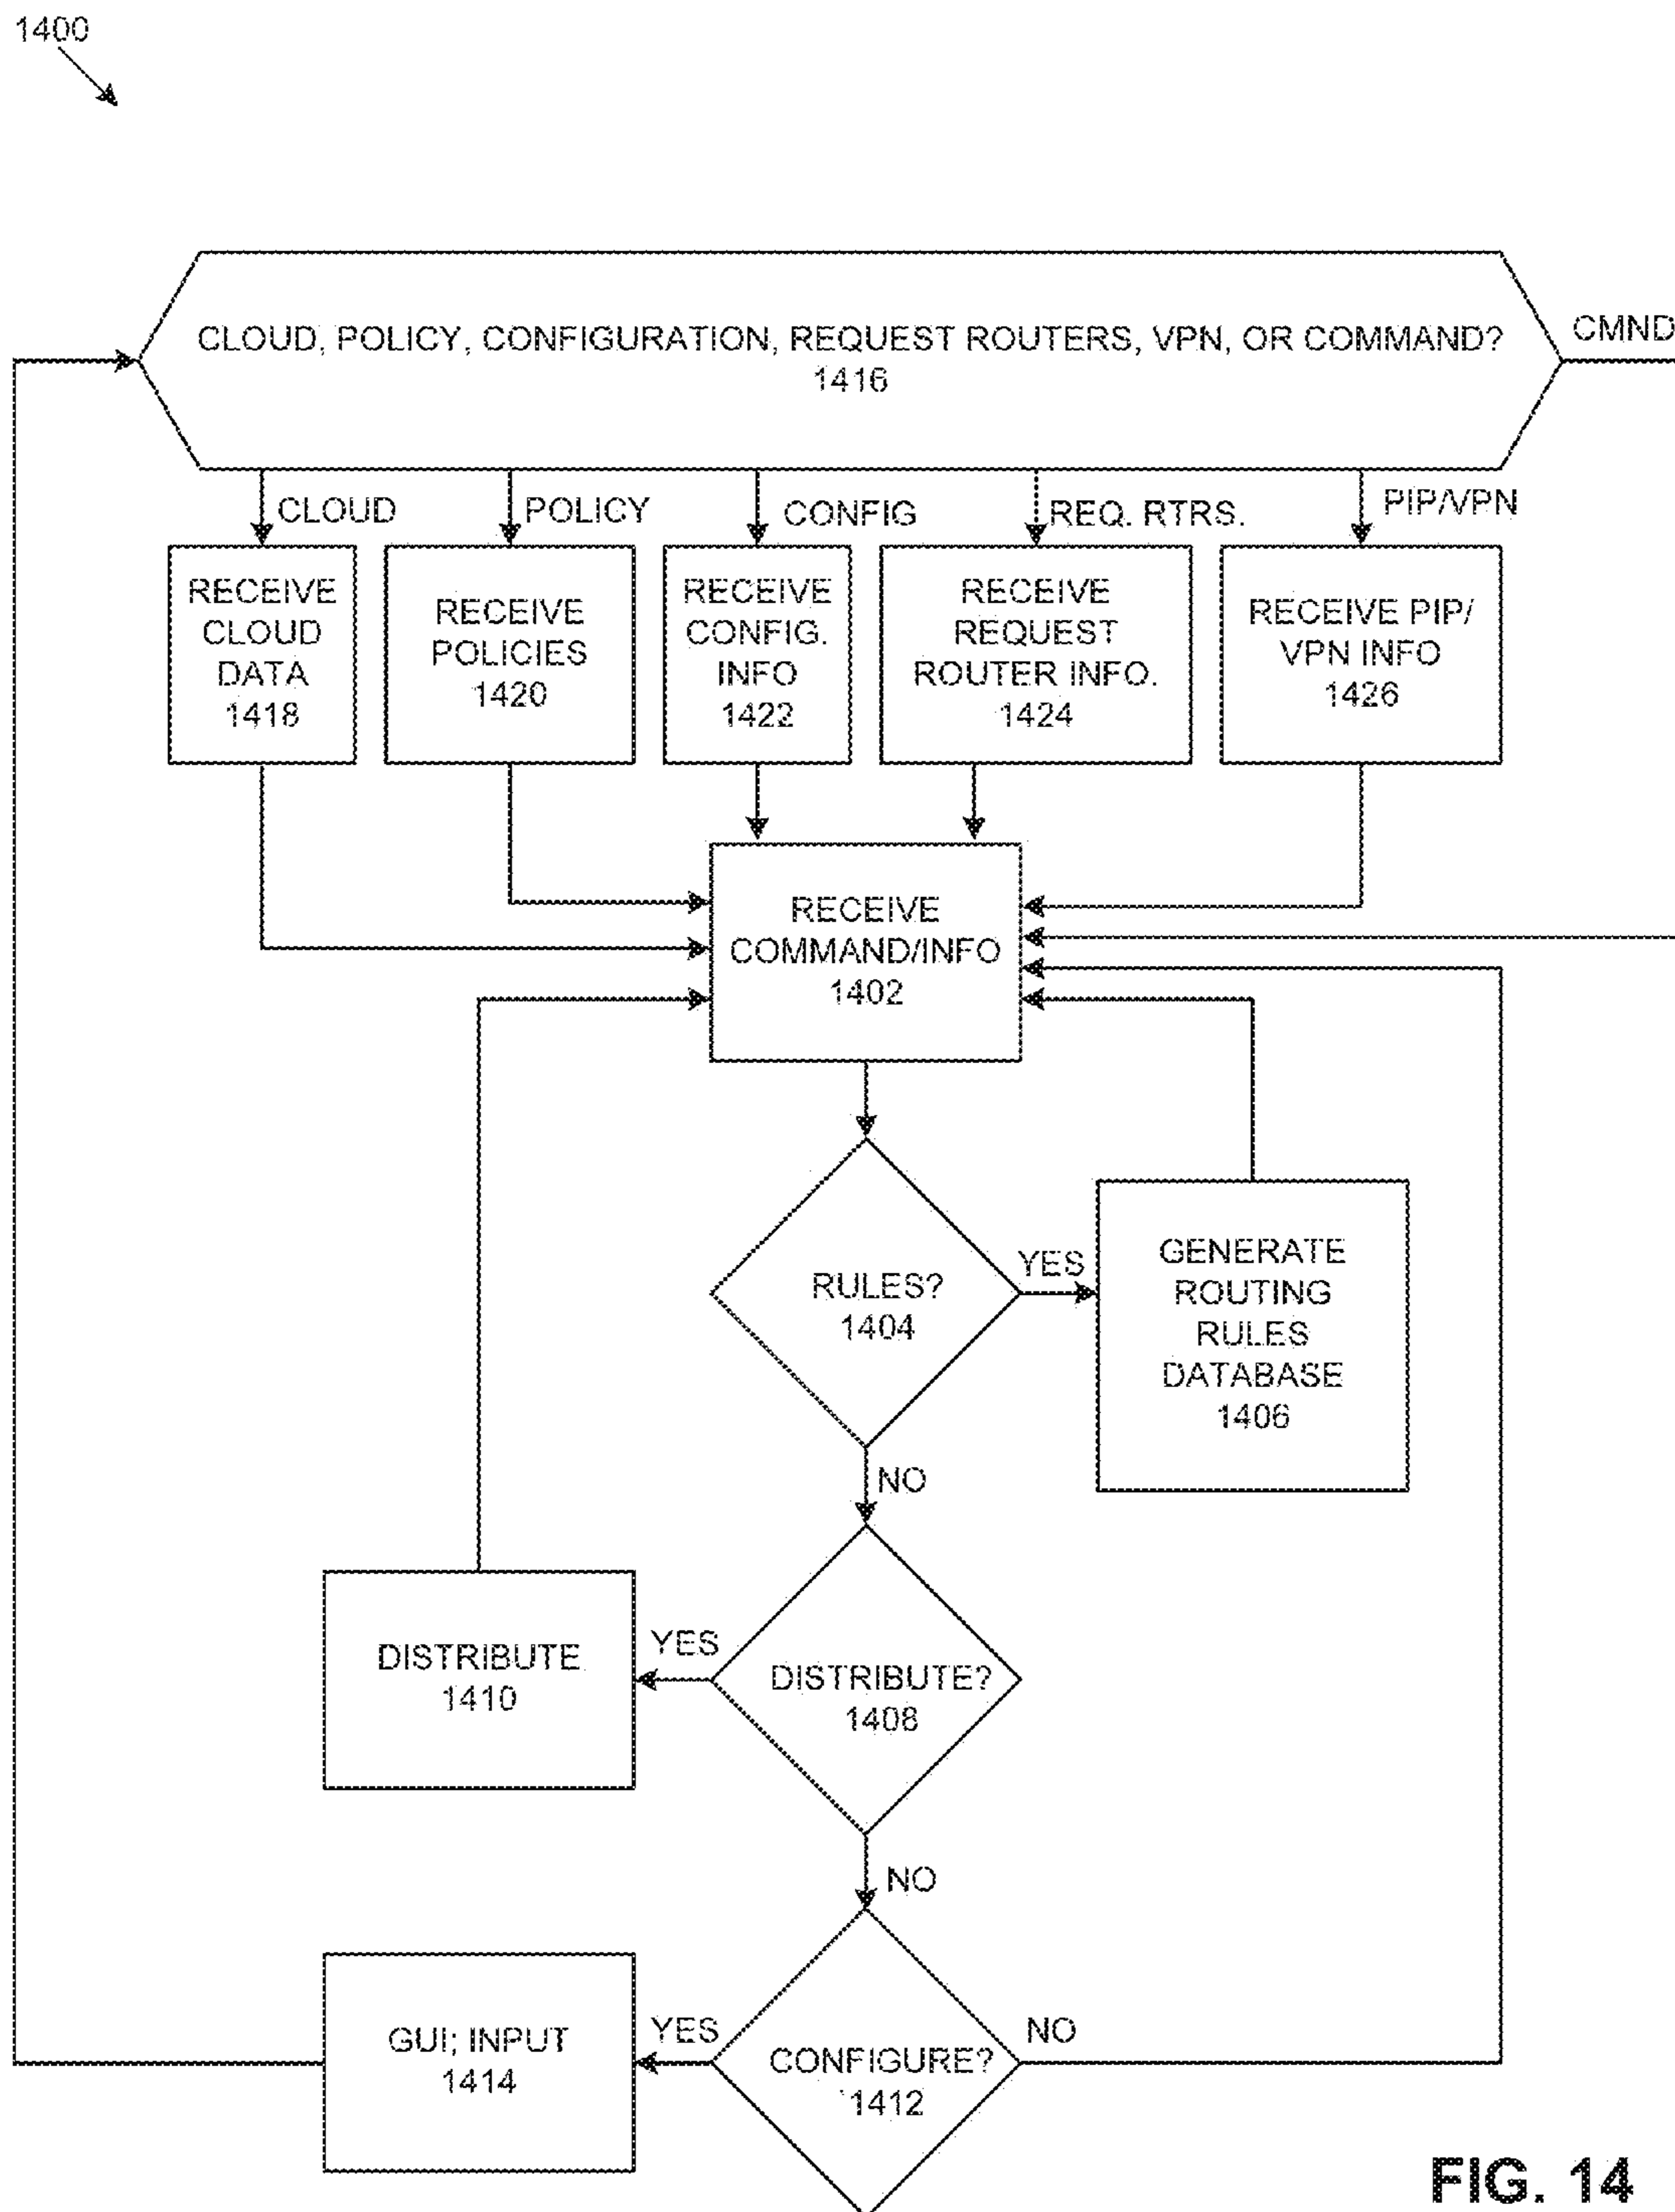 1400
CLOUD, POLICY, CONFIGURATION, REQUEST ROUTERS, VPN, OR COMMAND?
1416
CMND
CLOUD
POLICY
CONFIG
REQ. RTRS.
PIP/VPN
RECEIVE
CLOUD
DATA
1418
RECEIVE
POLICIES
1420
RECEIVE
CONFIG.
INFO
1422
RECEIVE
REQUEST
ROUTER INFO.
1424
RECEIVE PIP/
VPN INFO
1426
RECEIVE
COMMAND/INFO
1402
RULES?
1404
YES
GENERATE
ROUTING
RULES
DATABASE
1406
NO
DISTRIBUTE
1410
YES
DISTRIBUTE?
1408
NO
GUI; INPUT
1414
YES
CONFIGURE?
1412
NO
FIG. 14